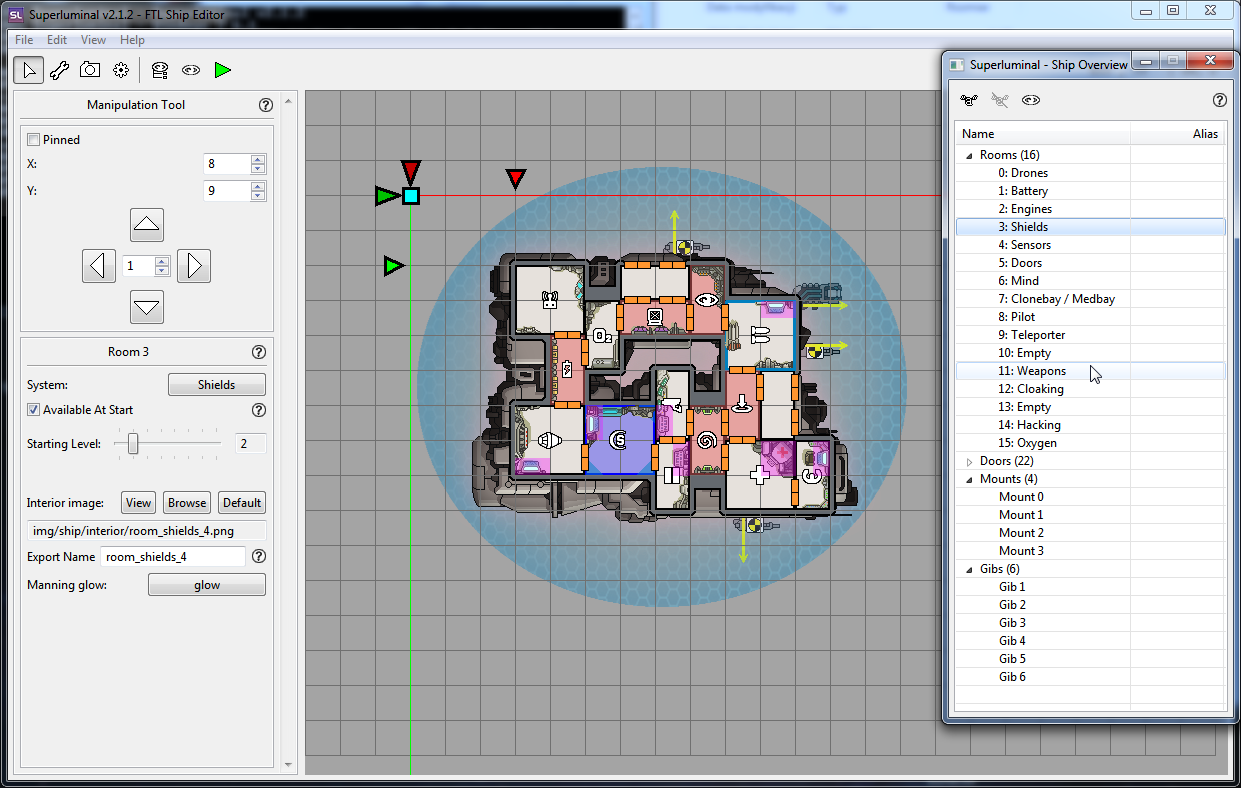 Superluminal v2.1.2 - FTL Ship Editor
File Edit View Help
Manipulation Tool ?
Pinned
X: 8
Y: 9
1
Room 3 ?
System: Shields
Available At Start ?
Starting Level: 2
Interior image: View Browse Default
img/ship/interior/room_shields_4.png
Export Name room_shields_4 ?
Manning glow: glow
O2
S
Superluminal - Ship Overview
?
Name Alias
Rooms (16)
0: Drones
1: Battery
2: Engines
3: Shields
4: Sensors
5: Doors
6: Mind
7: Clonebay / Medbay
8: Pilot
9: Teleporter
10: Empty
11: Weapons
12: Cloaking
13: Empty
14: Hacking
15: Oxygen
Doors (22)
Mounts (4)
Mount 0
Mount 1
Mount 2
Mount 3
Gibs (6)
Gib 1
Gib 2
Gib 3
Gib 4
Gib 5
Gib 6